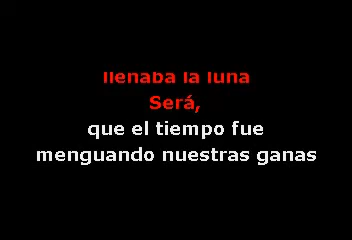 llenaba la luna
Será,
que el tiempo fue
menguando nuestras ganas